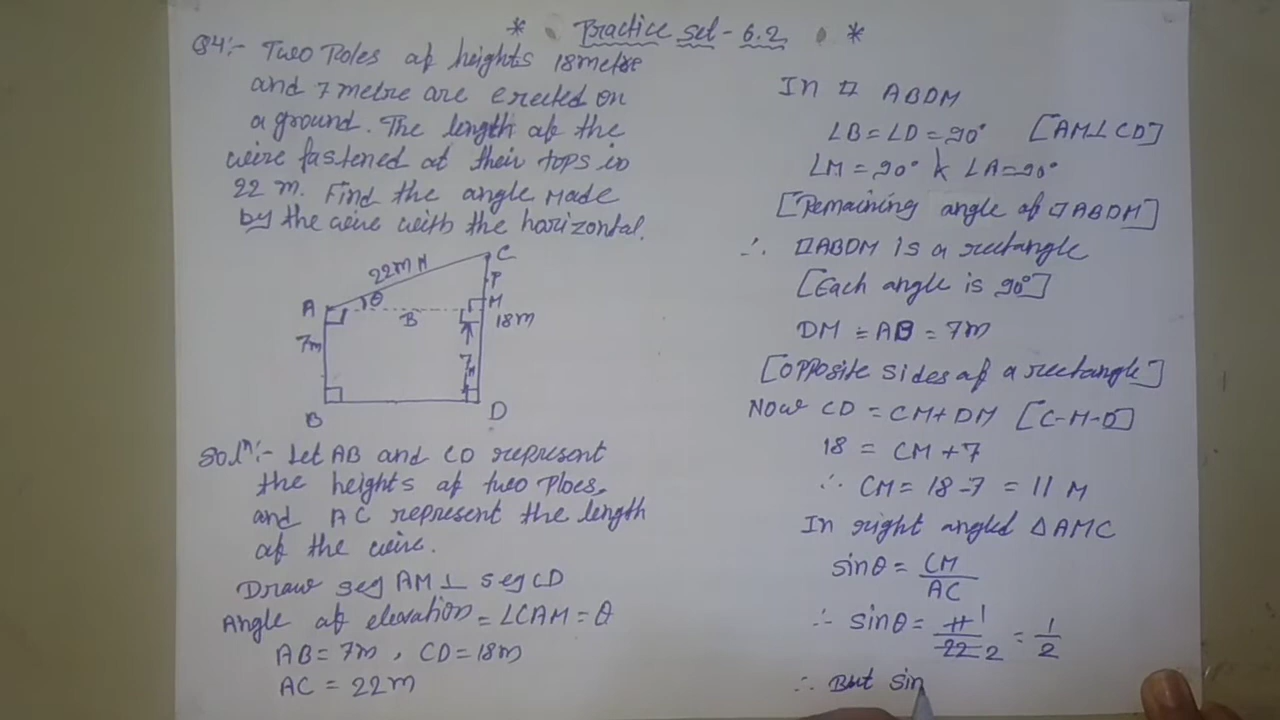 * Practice Set - 6.2 *
Q4:- Two Poles of heights 18metre
and 7metre are erected on
a ground. The length of the
wire fastened at their tops is
22 m. Find the angle made
by the wire with the horizontal.
C
22m H
P
A θ M
B 18m
7m 7m
B D
Solⁿ:- Let AB and CD represent
the heights of two Ploes,
and AC represent the length
of the wire.
Draw seg AM ⊥ seg CD
Angle of elevation = ∠CAM = θ
AB = 7m, CD = 18m
AC = 22m
In □ ABDM
∠B = ∠D = 90° [AM ⊥ CD]
∠M = 90° & ∠A = 90°
[Remaining angle of □ABDM]
∴ □ABDM is a rectangle
[Each angle is 90°]
DM = AB = 7m
[Opposite sides of a rectangle]
Now CD = CM + DM [C-M-D]
18 = CM + 7
∴ CM = 18 - 7 = 11 M
In right angled △AMC
sinθ = CM/AC
∴ sinθ = 11 1/22 2 = 1/2
∴ But sin